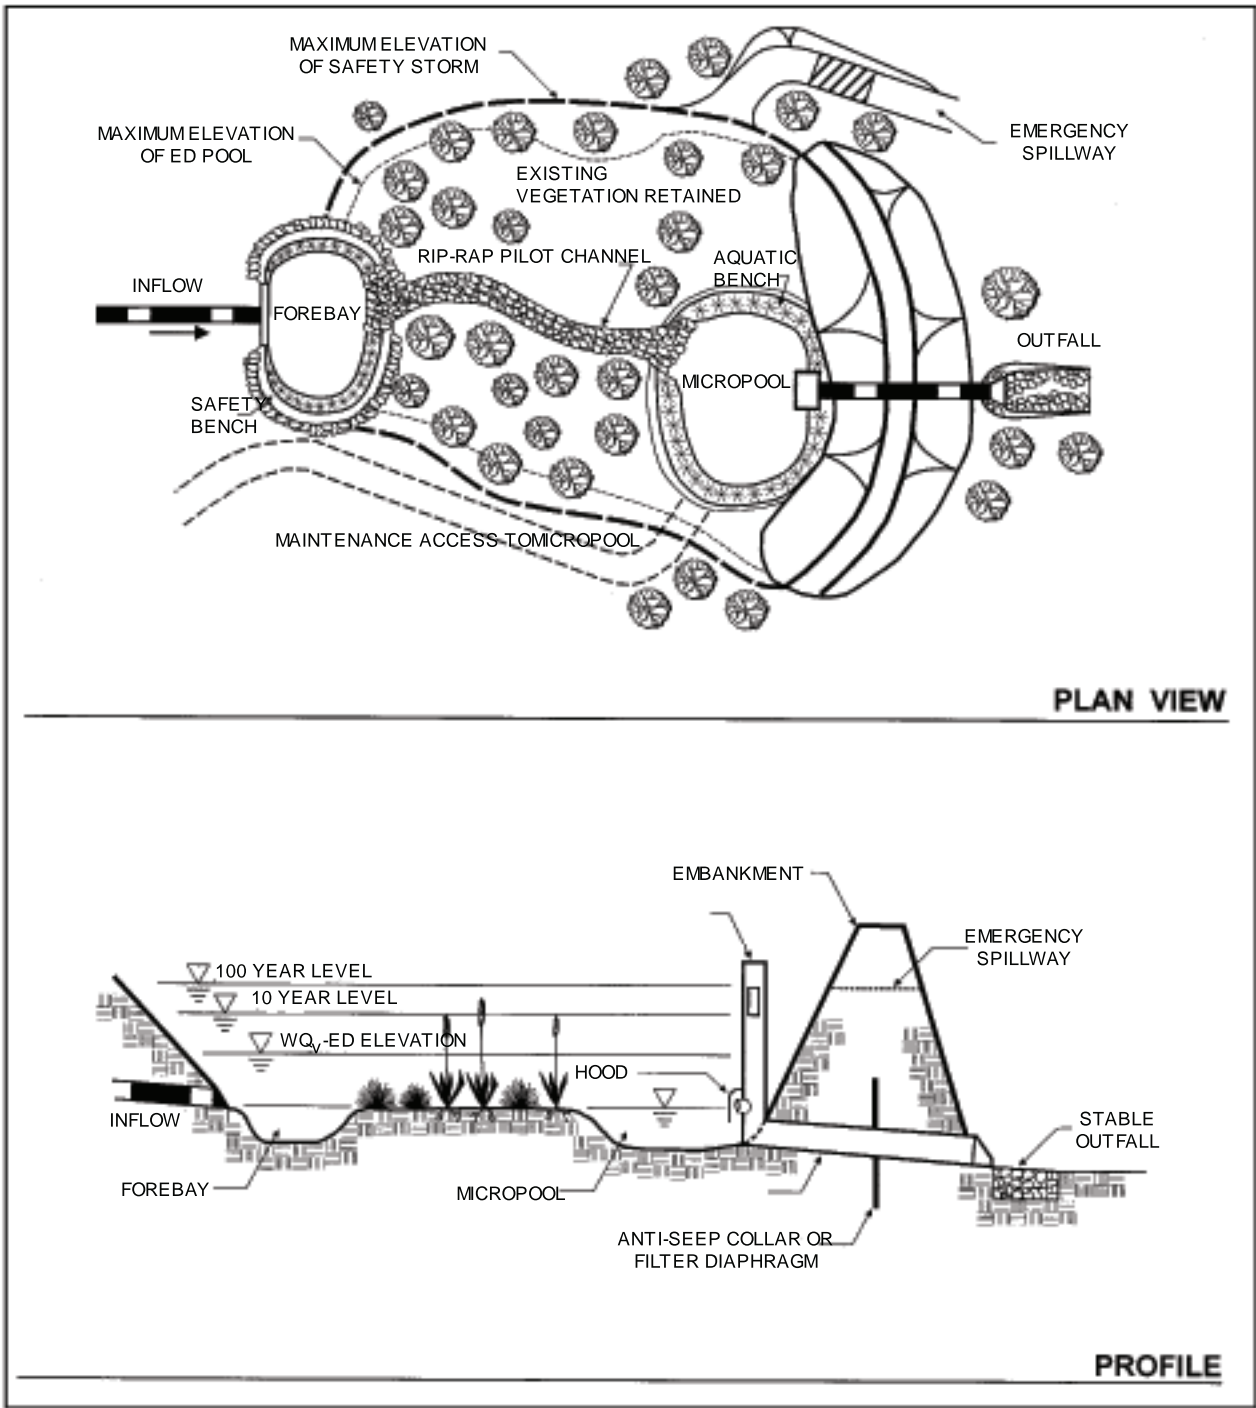 MAXIMUM ELEVATION
OF SAFETY STORM
MAXIMUM ELEVATION
OF ED POOL
EMERGENCY
SPILLWAY
EXISTING
VEGETATION RETAINED
RIP-RAP PILOT CHANNEL
AQUATIC
BENCH
INFLOW
FOREBAY
OUTFALL
MICROPOOL
SAFETY
BENCH
MAINTENANCE ACCESS TOMICROPOOL
PLAN VIEW
EMBANKMENT
EMERGENCY
SPILLWAY
100 YEAR LEVEL
10 YEAR LEVEL
WQv-ED ELEVATION
HOOD
INFLOW
STABLE
OUTFALL
FOREBAY
MICROPOOL
ANTI-SEEP COLLAR OR
FILTER DIAPHRAGM
PROFILE